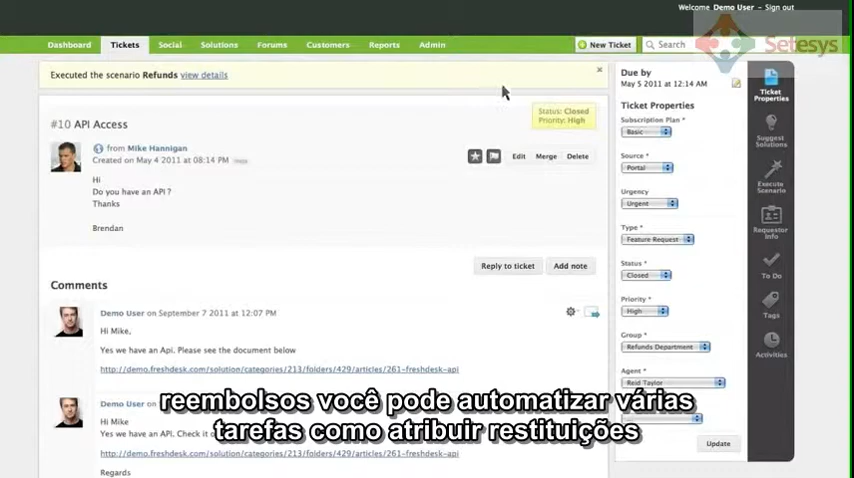 Welcome Demo User - Sign out
Setesys
Dashboard Tickets Social Solutions Forums Customers Reports Admin
New Ticket Search
Executed the scenario Refunds view details
#10 API Access
Status: Closed
Priority: High
from Mike Hannigan
Created on May 4 2011 at 08:14 PM
Edit Merge Delete
Hi
Do you have an API ?
Thanks
Brendan
Reply to ticket Add note
Comments
Demo User on September 7 2011 at 12:07 PM
Hi Mike,
Yes we have an Api. Please see the document below
http://demo.freshdesk.com/solution/categories/213/folders/429/articles/261-freshdesk-api
Demo User on
Hi Mike
Yes we have an Api. Check it o
http://demo.freshdesk.com/solution/categories/213/folders/429/articles/261-freshdesk-api
Regards
Due by
May 5 2011 at 12:14 AM
Ticket Properties
Subscription Plan *
Basic
Source *
Portal
Urgency
Urgent
Type *
Feature Request
Status *
Closed
Priority *
High
Group *
Refunds Department
Agent *
Reid Taylor
Update
Ticket
Properties
Suggest
Solutions
Execute
Scenario
Requestor
Info
To Do
Tags
Activities
reembolsos você pode automatizar várias
tarefas como atribuir restituições